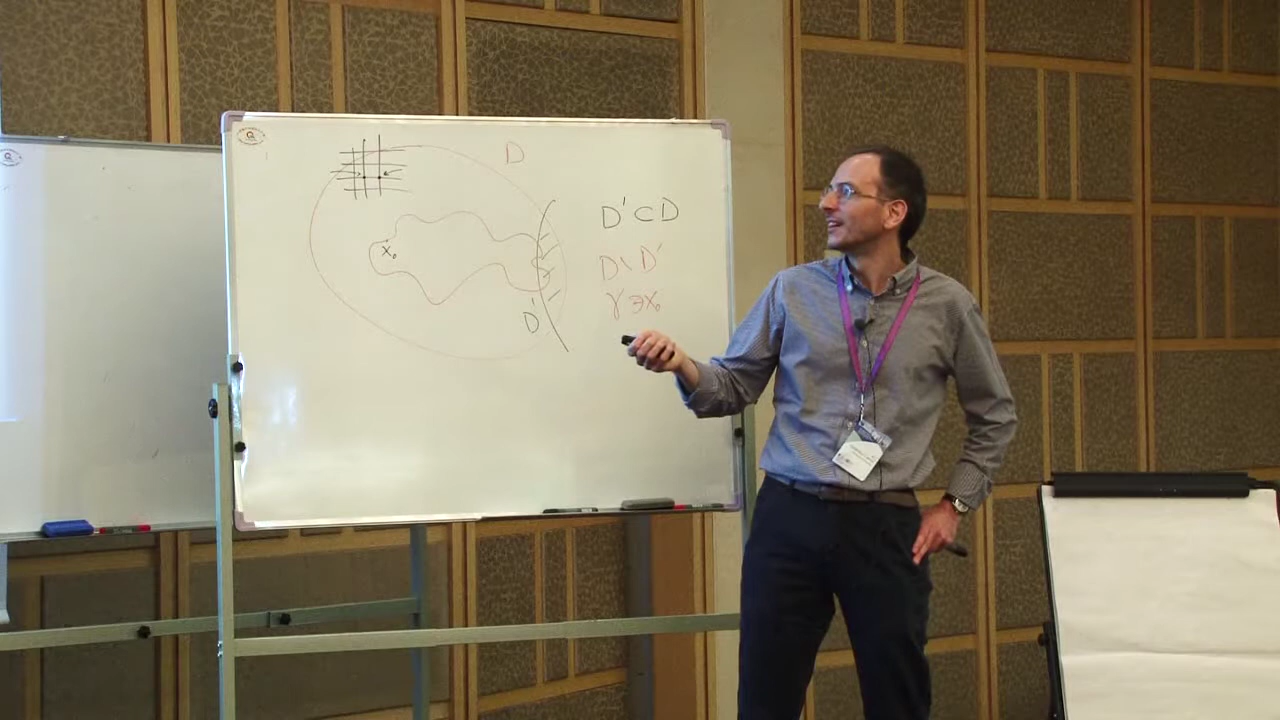 D
D' ⊂ D
D \ D'
γ ∋ x₀
x₀
D'